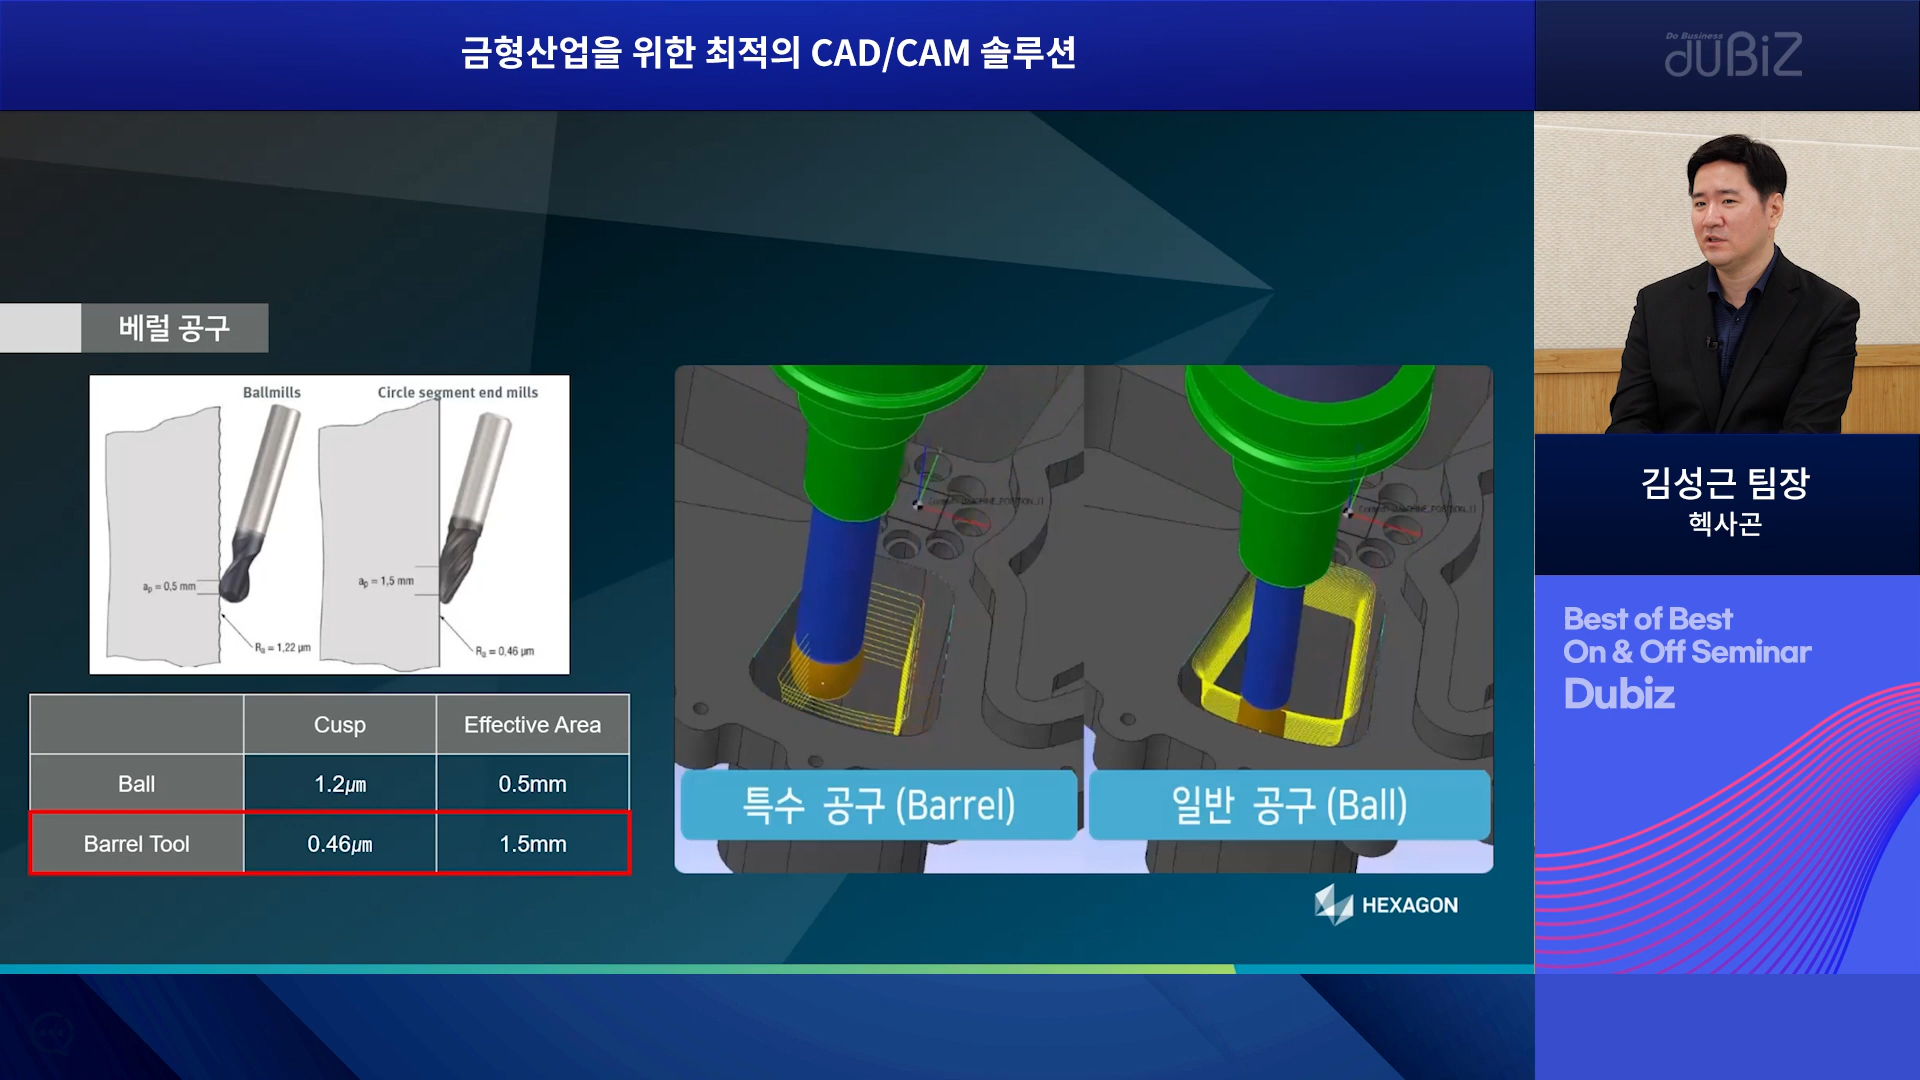 금형산업을 위한 최적의 CAD/CAM 솔루션
Do Business
duBiZ
베럴 공구
Ballmills
Circle segment end mills
ap = 0,5 mm
ap = 1,5 mm
Ra = 1,22 µm
Ra = 0,46 µm
Cusp
Effective Area
Ball
1.2㎛
0.5mm
Barrel Tool
0.46㎛
1.5mm
특수 공구 (Barrel)
일반 공구 (Ball)
HEXAGON
김성근 팀장
헥사곤
Best of Best
On & Off Seminar
Dubiz